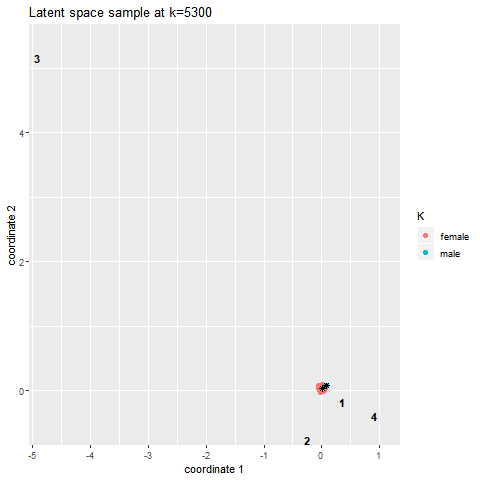 Latent space sample at k=5300
3
4
2
0
1
4
2
-5
-4
-3
-2
-1
0
1
coordinate 1
coordinate 2
K
female
male